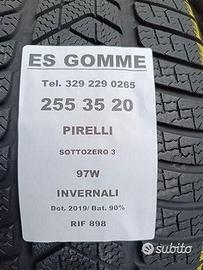 ES GOMME
Tel. 329 229 0265
255 35 20
PIRELLI
SOTTOZERO 3
97W
INVERNALI
Dot. 2019/ Bat. 90%
RIF 898
subito